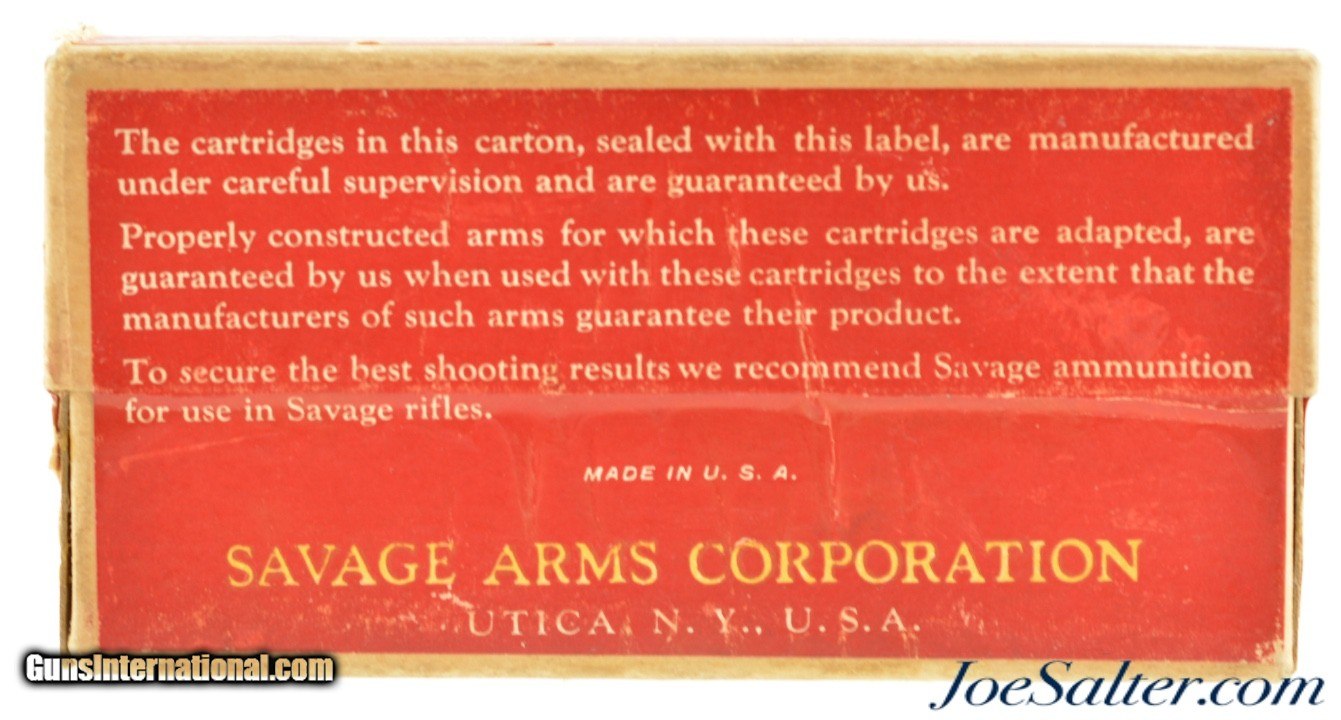 The cartridges in this carton, sealed with this label, are manufactured
under careful supervision and are guaranteed by us.
Properly constructed arms for which these cartridges are adapted, are
guaranteed by us when used with these cartridges to the extent that the
manufacturers of such arms guarantee their product.
To secure the best shooting results we recommend Savage ammunition
for use in Savage rifles.
MADE IN U. S. A.
SAVAGE ARMS CORPORATION
UTICA, N. Y., U. S. A.
GunsInternational.com
JoeSalter.com